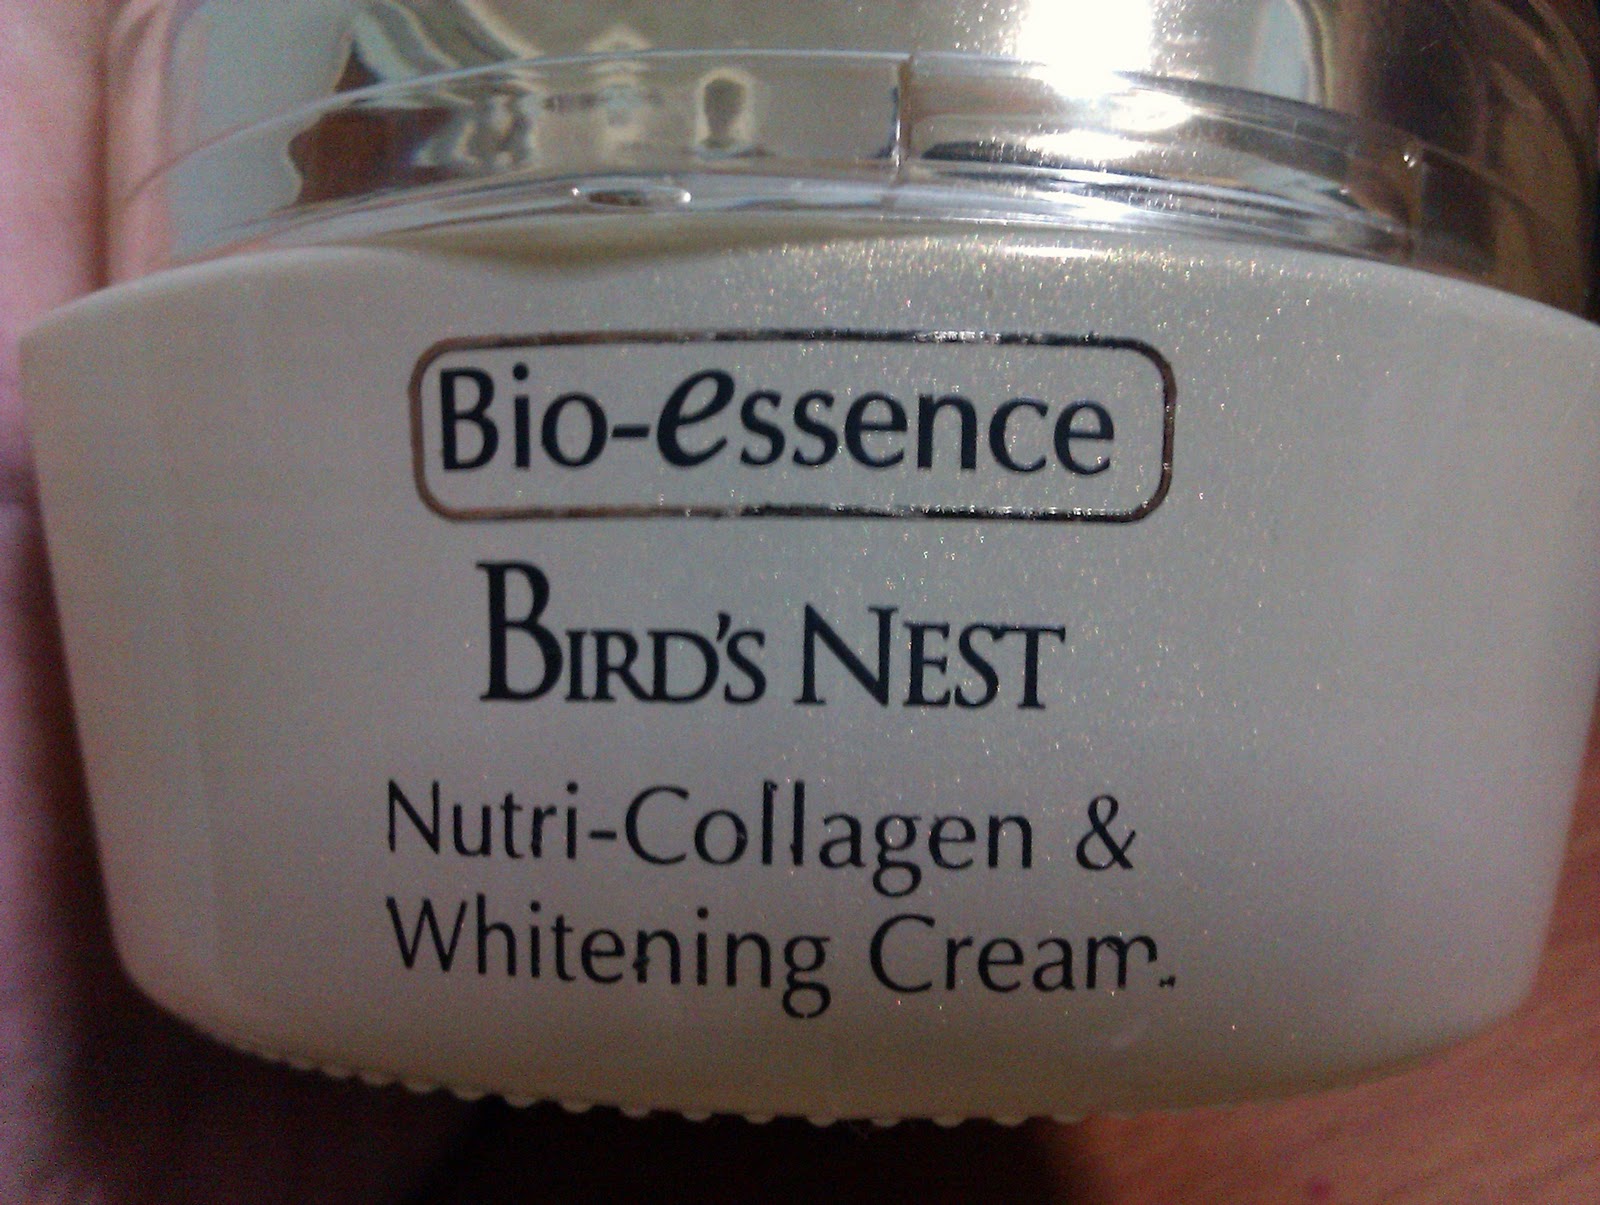 Bio-essence
BIRD'S NEST
Nutri-Collagen &
Whitening Cream